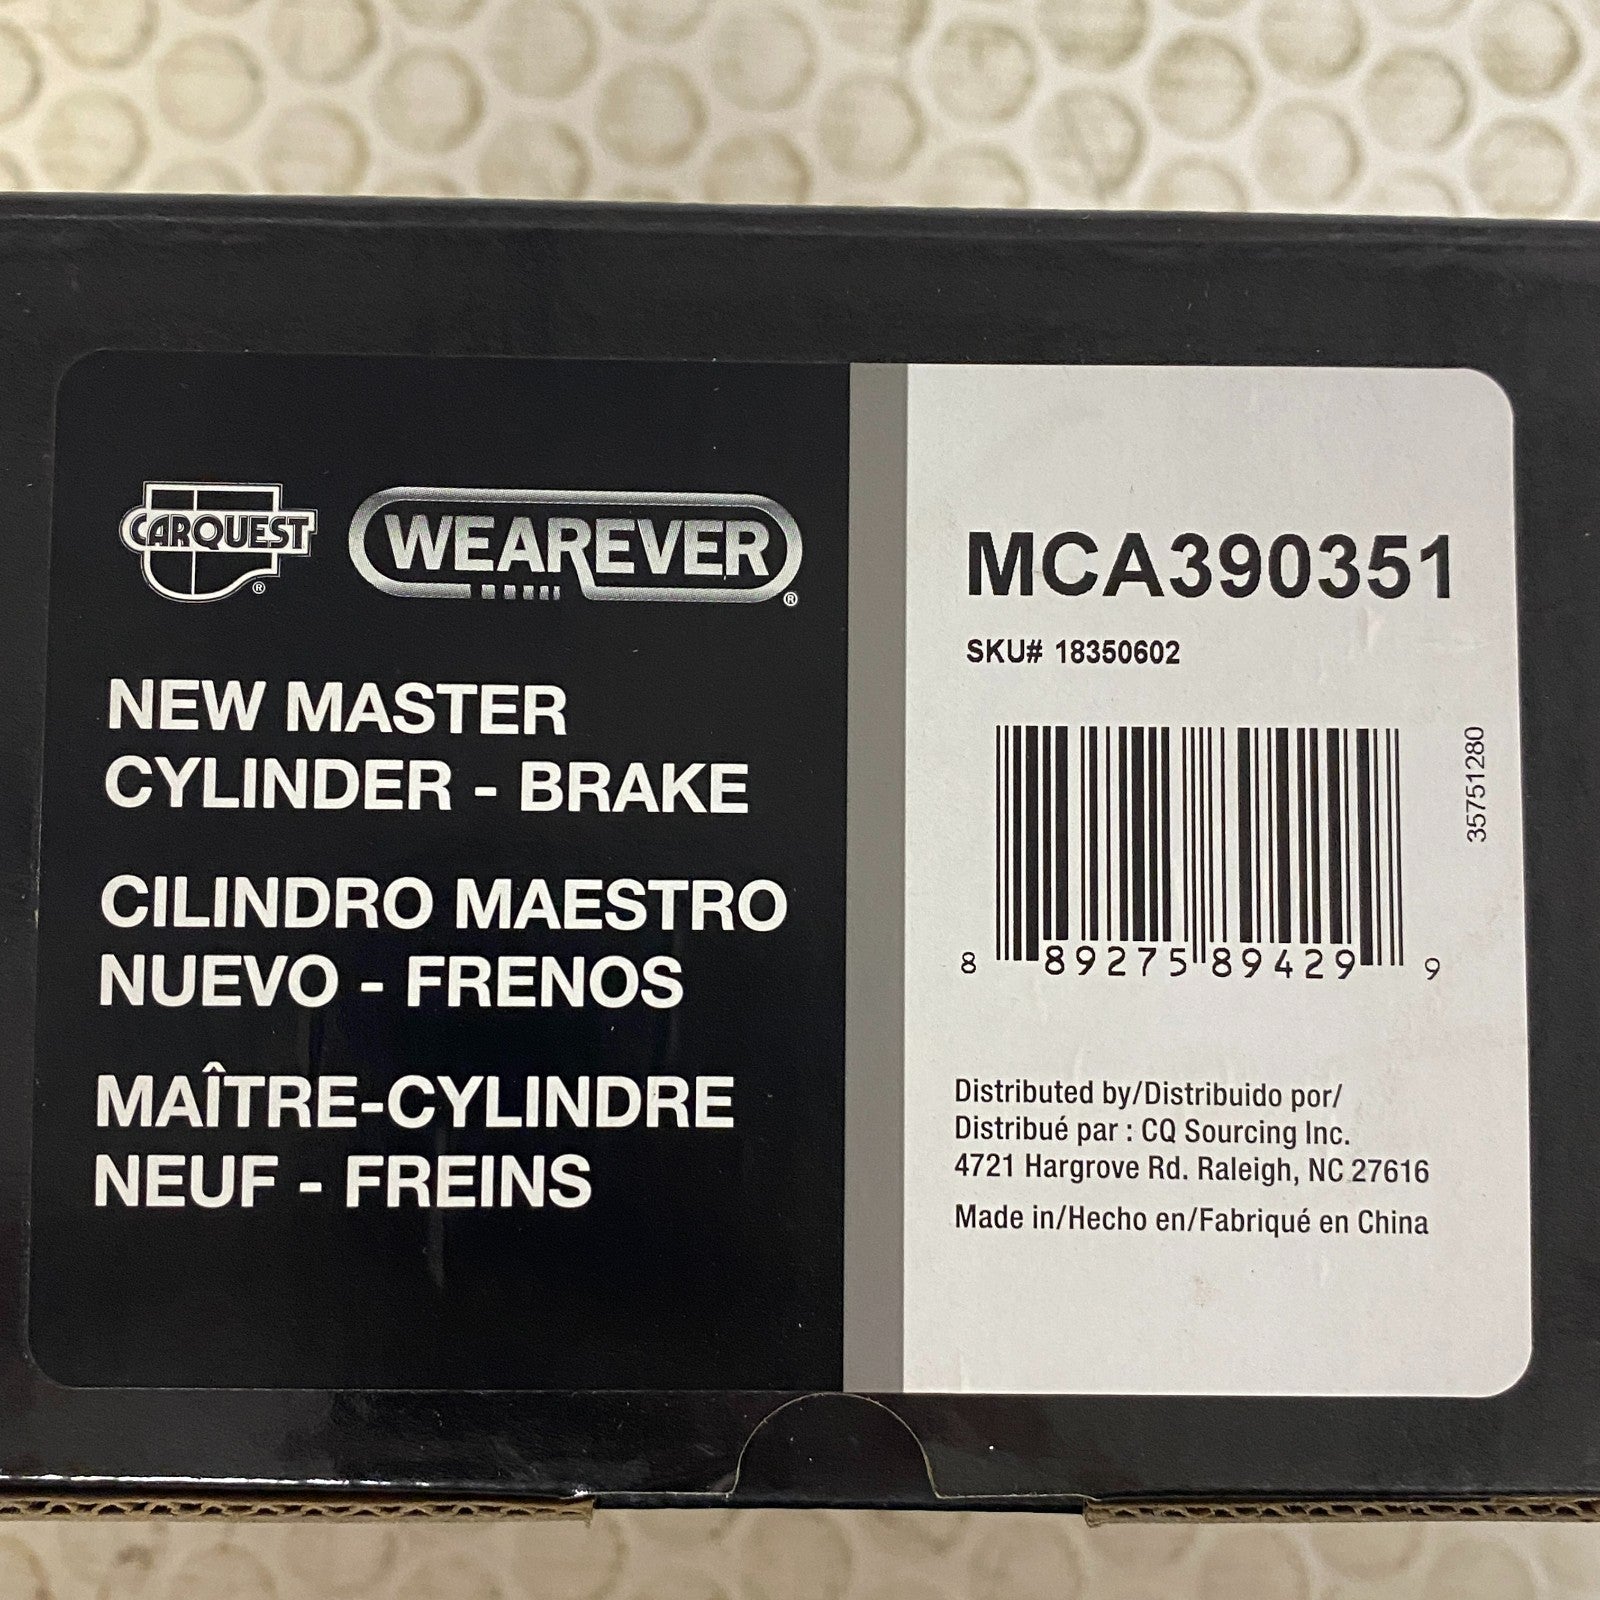 CARQUEST®
WEAREVER®
NEW MASTER
CYLINDER - BRAKE
CILINDRO MAESTRO
NUEVO - FRENOS
MAÎTRE-CYLINDRE
NEUF - FREINS
MCA390351
SKU# 18350602
35751280
8 89275 89429 9
Distributed by/Distribuido por/
Distribué par : CQ Sourcing Inc.
4721 Hargrove Rd. Raleigh, NC 27616
Made in/Hecho en/Fabriqué en China